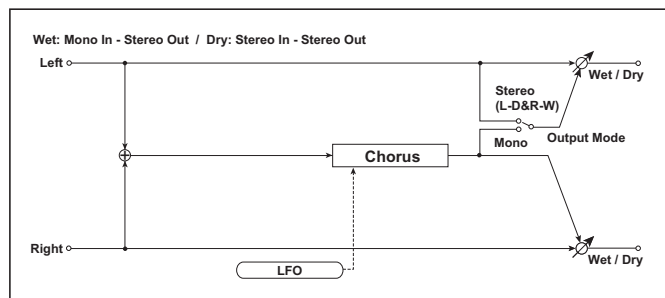 Wet: Mono In - Stereo Out / Dry: Stereo In - Stereo Out
Left
Wet / Dry
Stereo
(L-D&R-W)
Output Mode
Mono
Chorus
Right
Wet / Dry
LFO